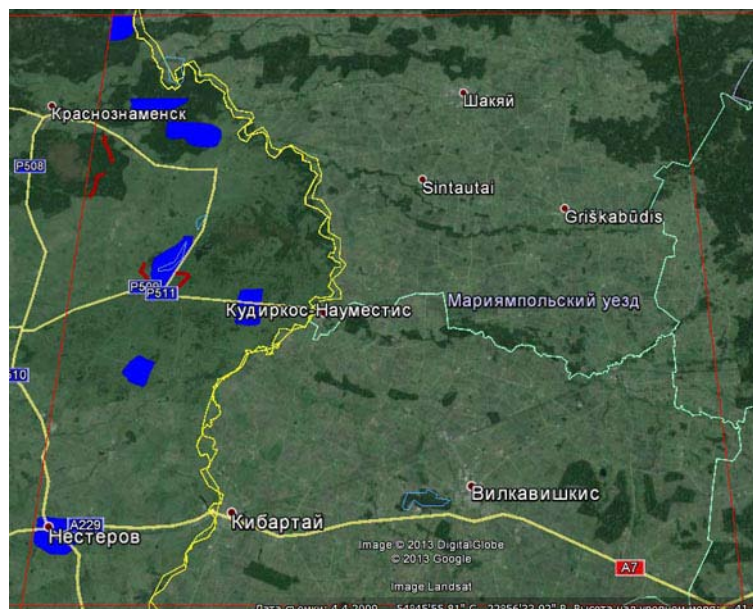 Шакяй
Краснознаменск
P508
Sintautai
Griškabūdis
P509
P511
Мариямпольский уезд
Кудиркос-Науместис
510
Вилкавишкис
Кибартай
A229
Нестеров
Image © 2013 DigitalGlobe
© 2013 Google
A7
Image Landsat